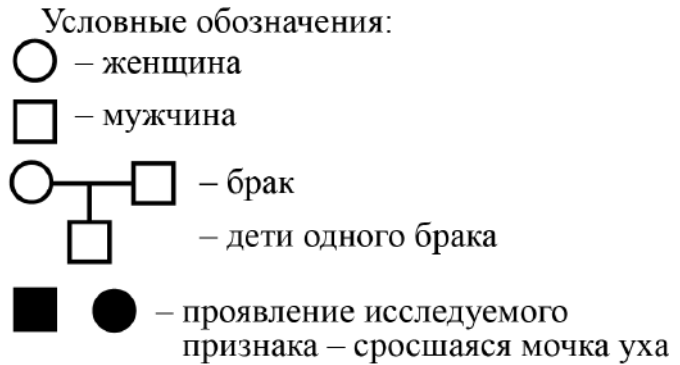 Условные обозначения:
– женщина
– мужчина
– брак
– дети одного брака
– проявление исследуемого
признака – сросшаяся мочка уха